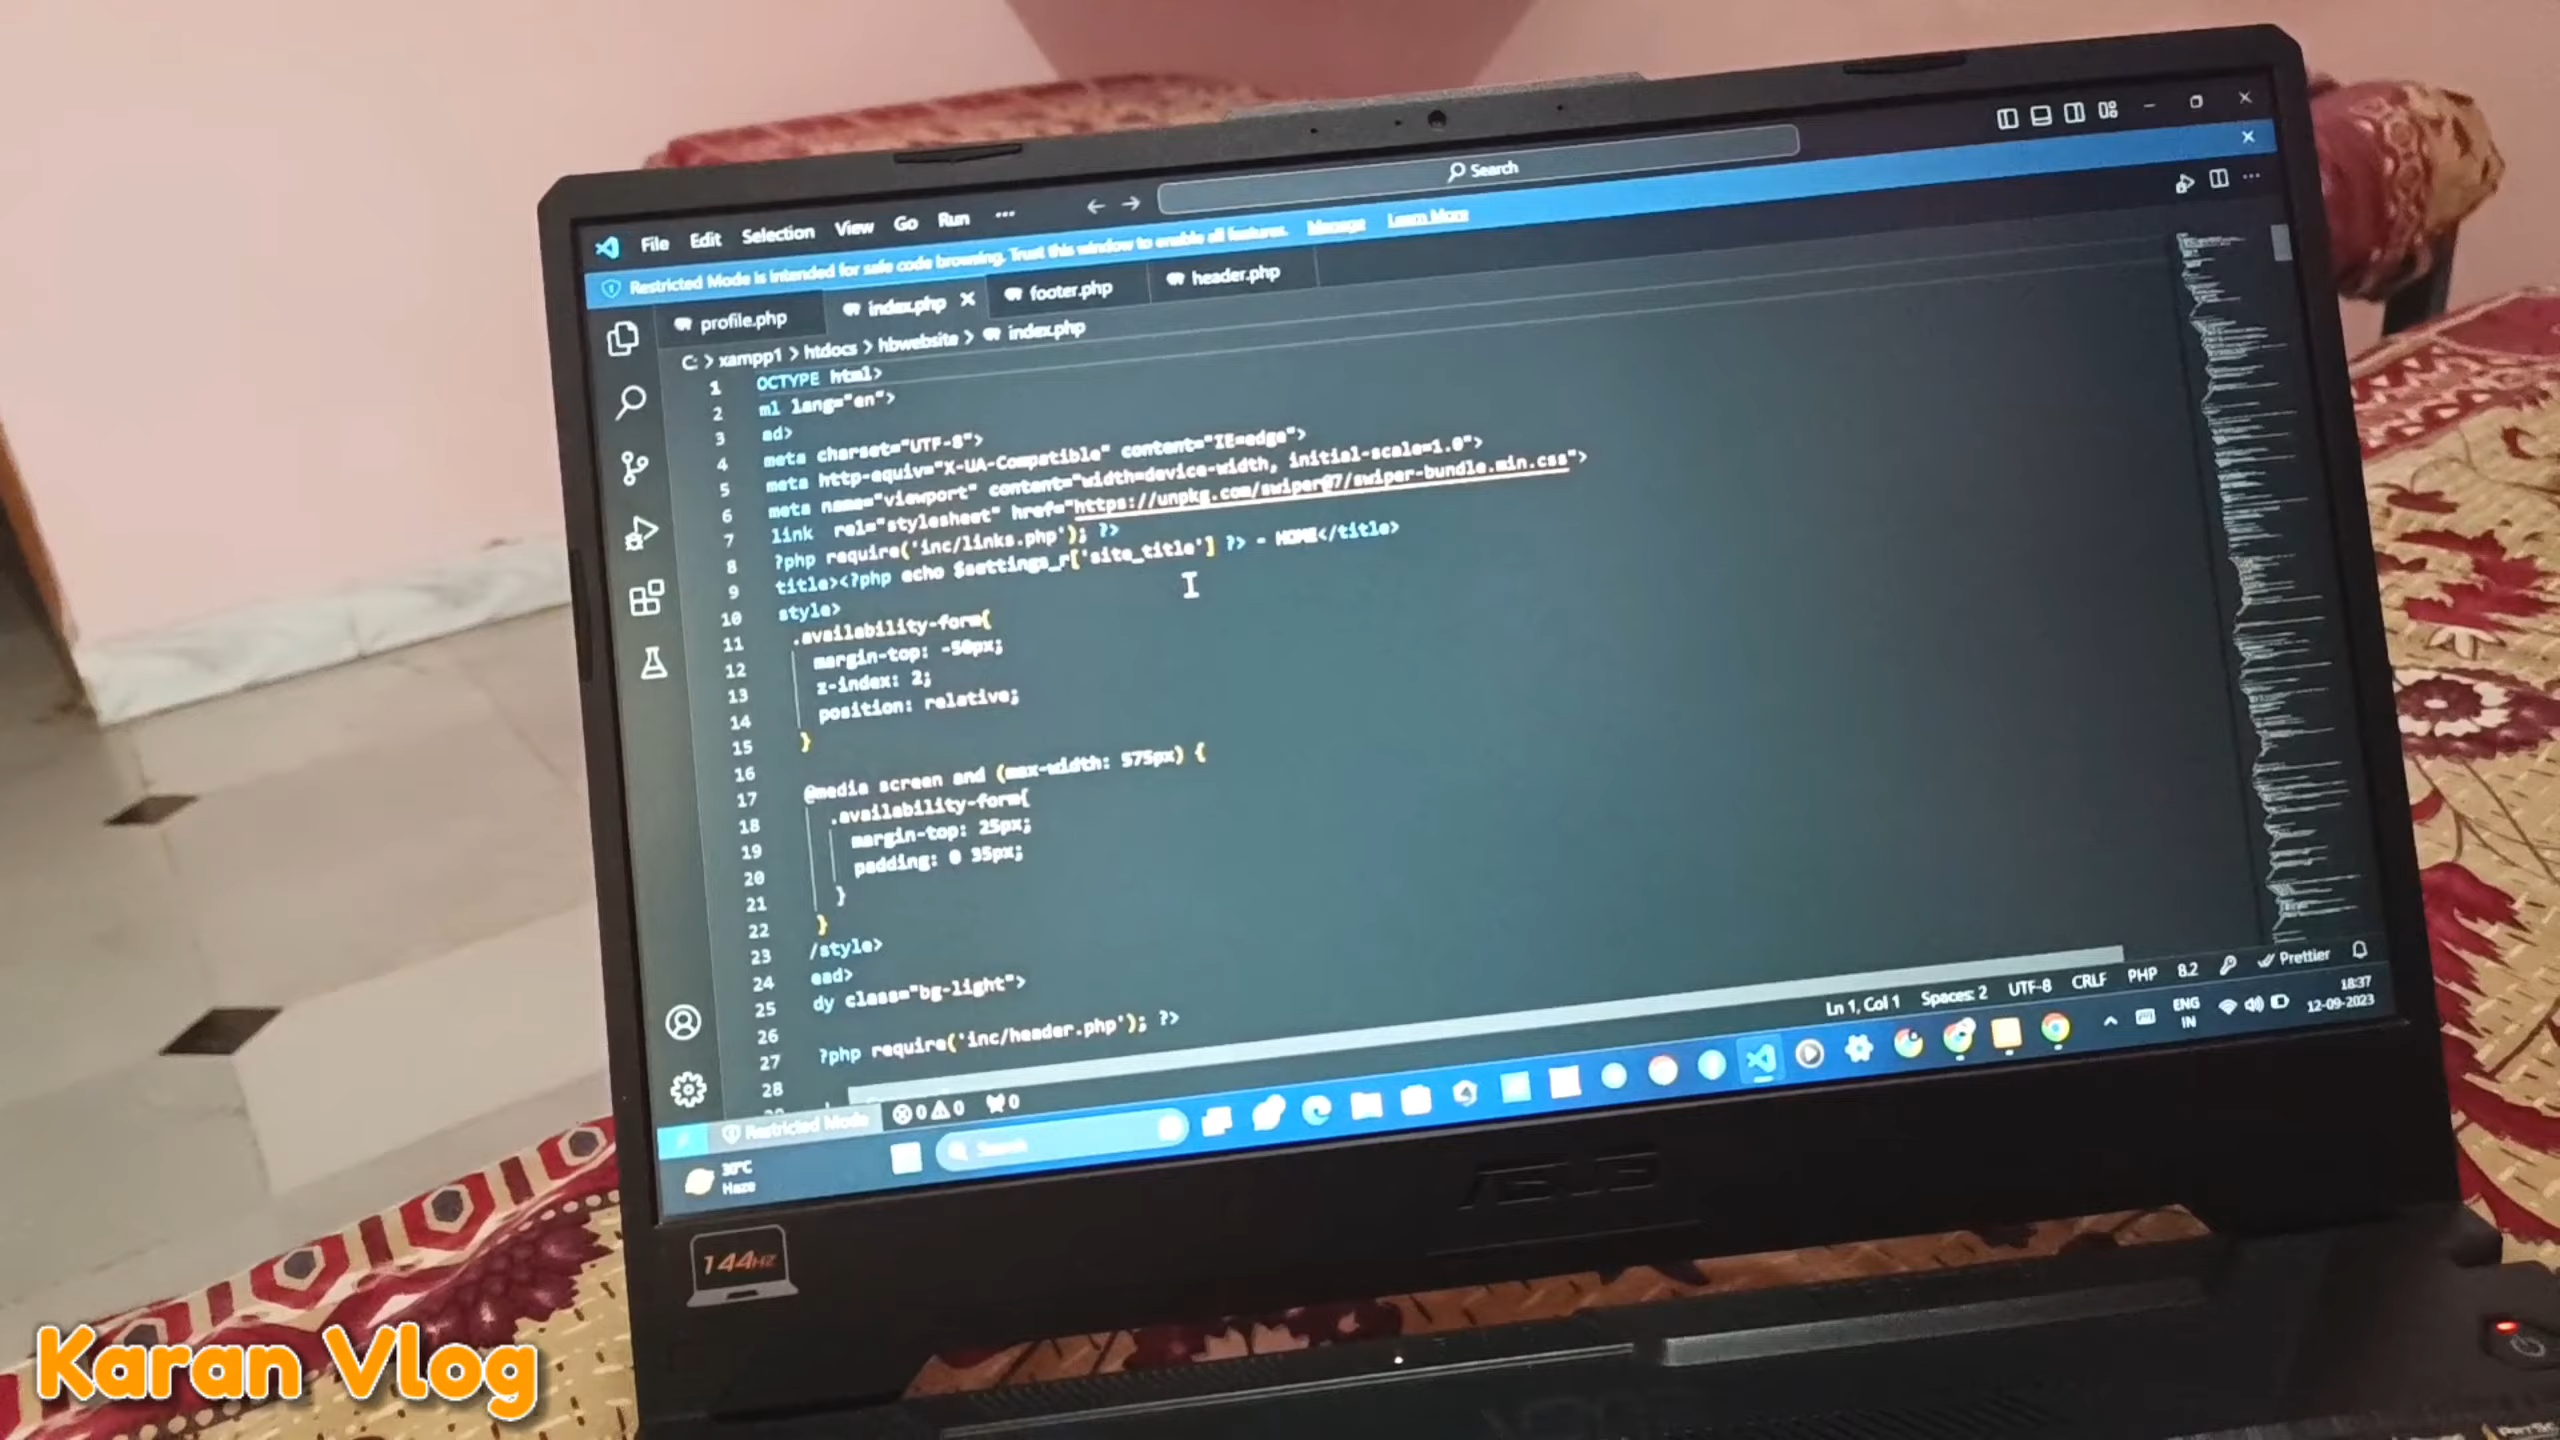 Search
File Edit Selection View Go Run ...
Restricted Mode is intended for safe code browsing. Trust this window to enable all features. Manage Learn More
profile.php index.php footer.php header.php
C: > xampp1 > htdocs > hbwebsite > index.php
1 OCTYPE html>
2 ml lang="en">
3 ad>
4 meta charset="UTF-8">
5 meta http-equiv="X-UA-Compatible" content="IE=edge">
6 meta name="viewport" content="width=device-width, initial-scale=1.0">
7 link rel="stylesheet" href="https://unpkg.com/swiper@7/swiper-bundle.min.css">
8 ?php require('inc/links.php'); ?>
9 title><?php echo $settings_r['site_title'] ?> - HOME</title>
10 style>
11 .availability-form{
12 margin-top: -50px;
13 z-index: 2;
14 position: relative;
15 }
16
17 @media screen and (max-width: 575px) {
18 .availability-form{
19 margin-top: 25px;
20 padding: 0 35px;
21 }
22 }
23 /style>
24 ead>
25 dy class="bg-light">
26
27 ?php require('inc/header.php'); ?>
28
Restricted Mode 0 0 0 Ln 1, Col 1 Spaces: 2 UTF-8 CRLF PHP 8.2 Prettier
30°C
Haze
Search
ENG
IN
18:37
12-09-2023
ASUS
144Hz
Karan Vlog